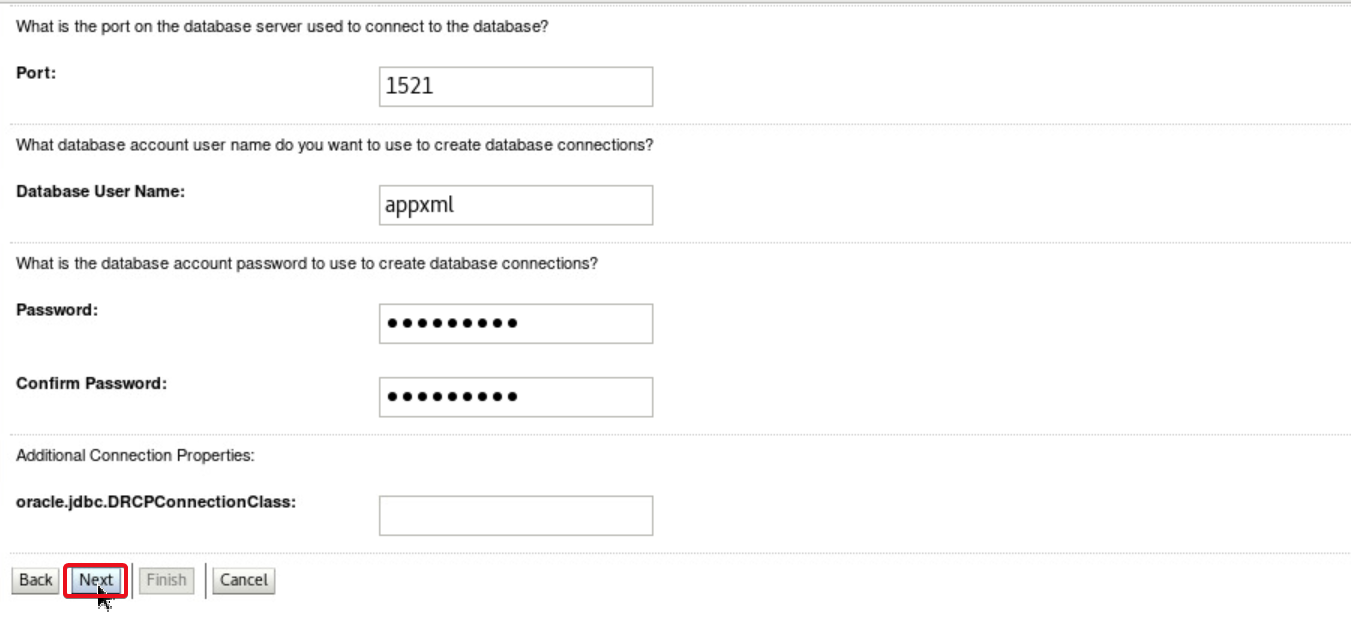 What is the port on the database server used to connect to the database?
Port:
1521
What database account user name do you want to use to create database connections?
Database User Name:
appxml
What is the database account password to use to create database connections?
Password:
•••••••••
Confirm Password:
•••••••••
Additional Connection Properties:
oracle.jdbc.DRCPConnectionClass:
Back Next Finish Cancel